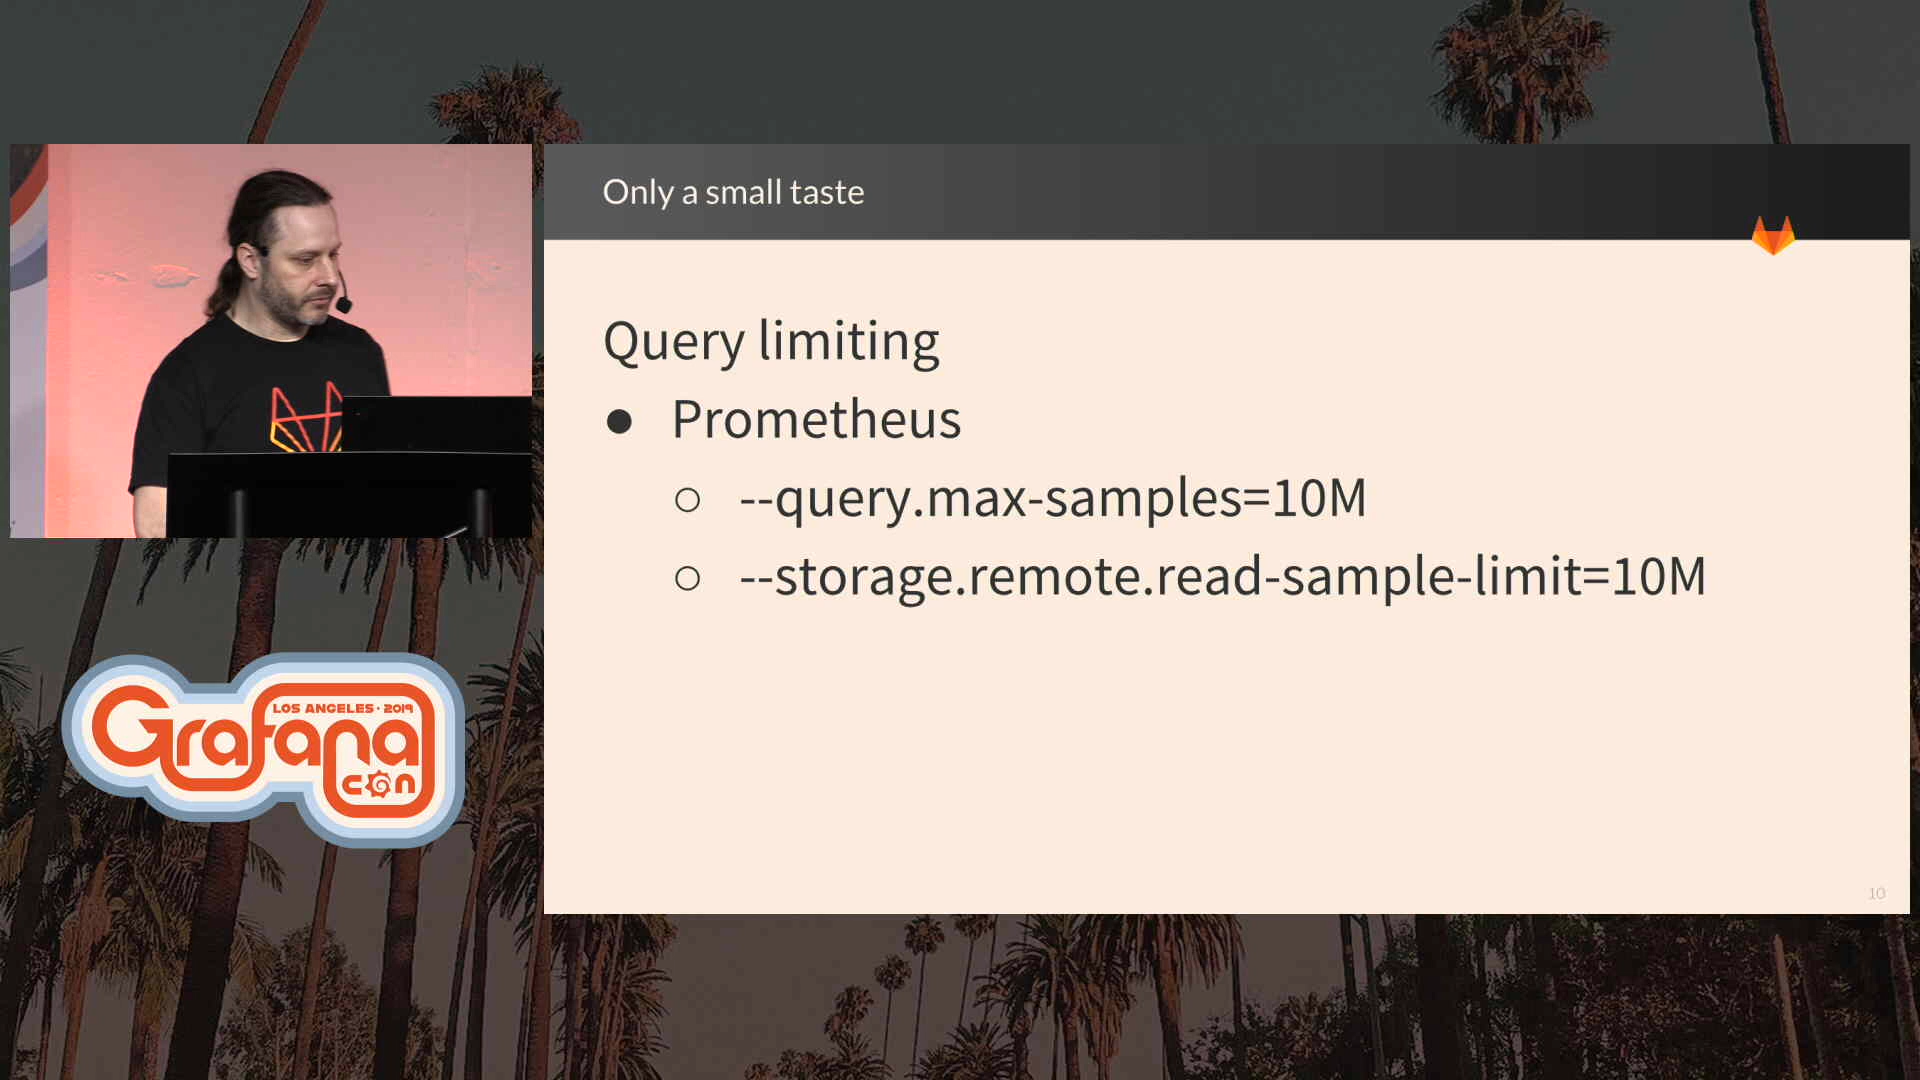 Only a small taste
Query limiting
● Prometheus
○ --query.max-samples=10M
○ --storage.remote.read-sample-limit=10M
10
LOS ANGELES · 2019
Grafana
con